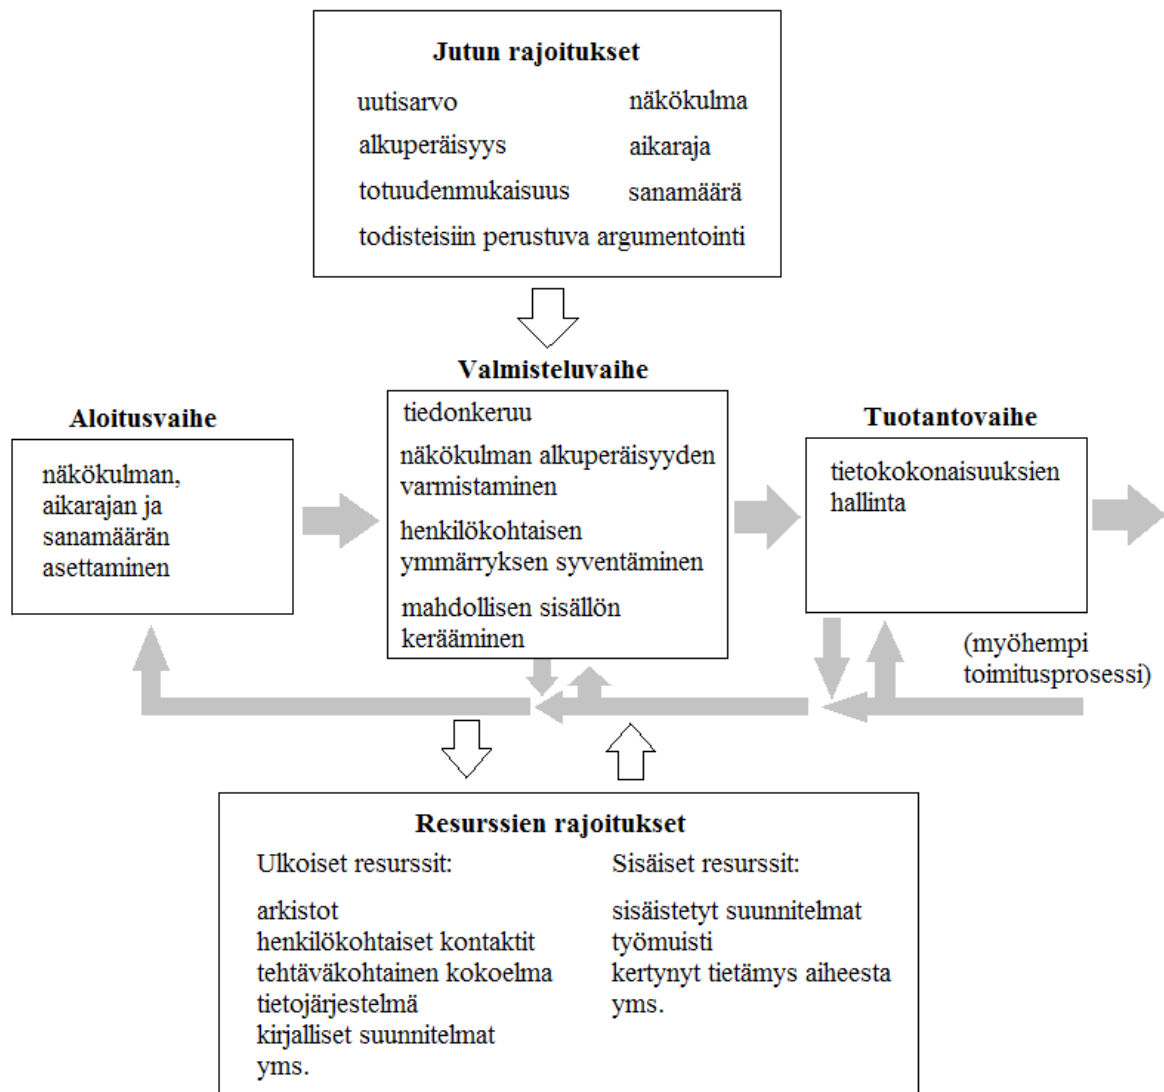 Jutun rajoitukset
uutisarvo
näkökulma
alkuperäisyys
aikaraja
totuudenmukaisuus
sanamäärä
todisteisiin perustuva argumentointi
Aloitusvaihe
näkökulman,
aikarajan ja
sanamäärän
asettaminen
Valmisteluvaihe
tiedonkeruu
näkökulman alkuperäisyyden
varmistaminen
henkilökohtaisen
ymmärryksen syventäminen
mahdollisen sisällön
kerääminen
Tuotantovaihe
tietokokonaisuuksien
hallinta
(myöhempi
toimitusprosessi)
Resurssien rajoitukset
Ulkoiset resurssit:
arkistot
henkilökohtaiset kontaktit
tehtäväkohtainen kokoelma
tietojärjestelmä
kirjalliset suunnitelmat
yms.
Sisäiset resurssit:
sisäistetyt suunnitelmat
työmuisti
kertynyt tietämys aiheesta
yms.